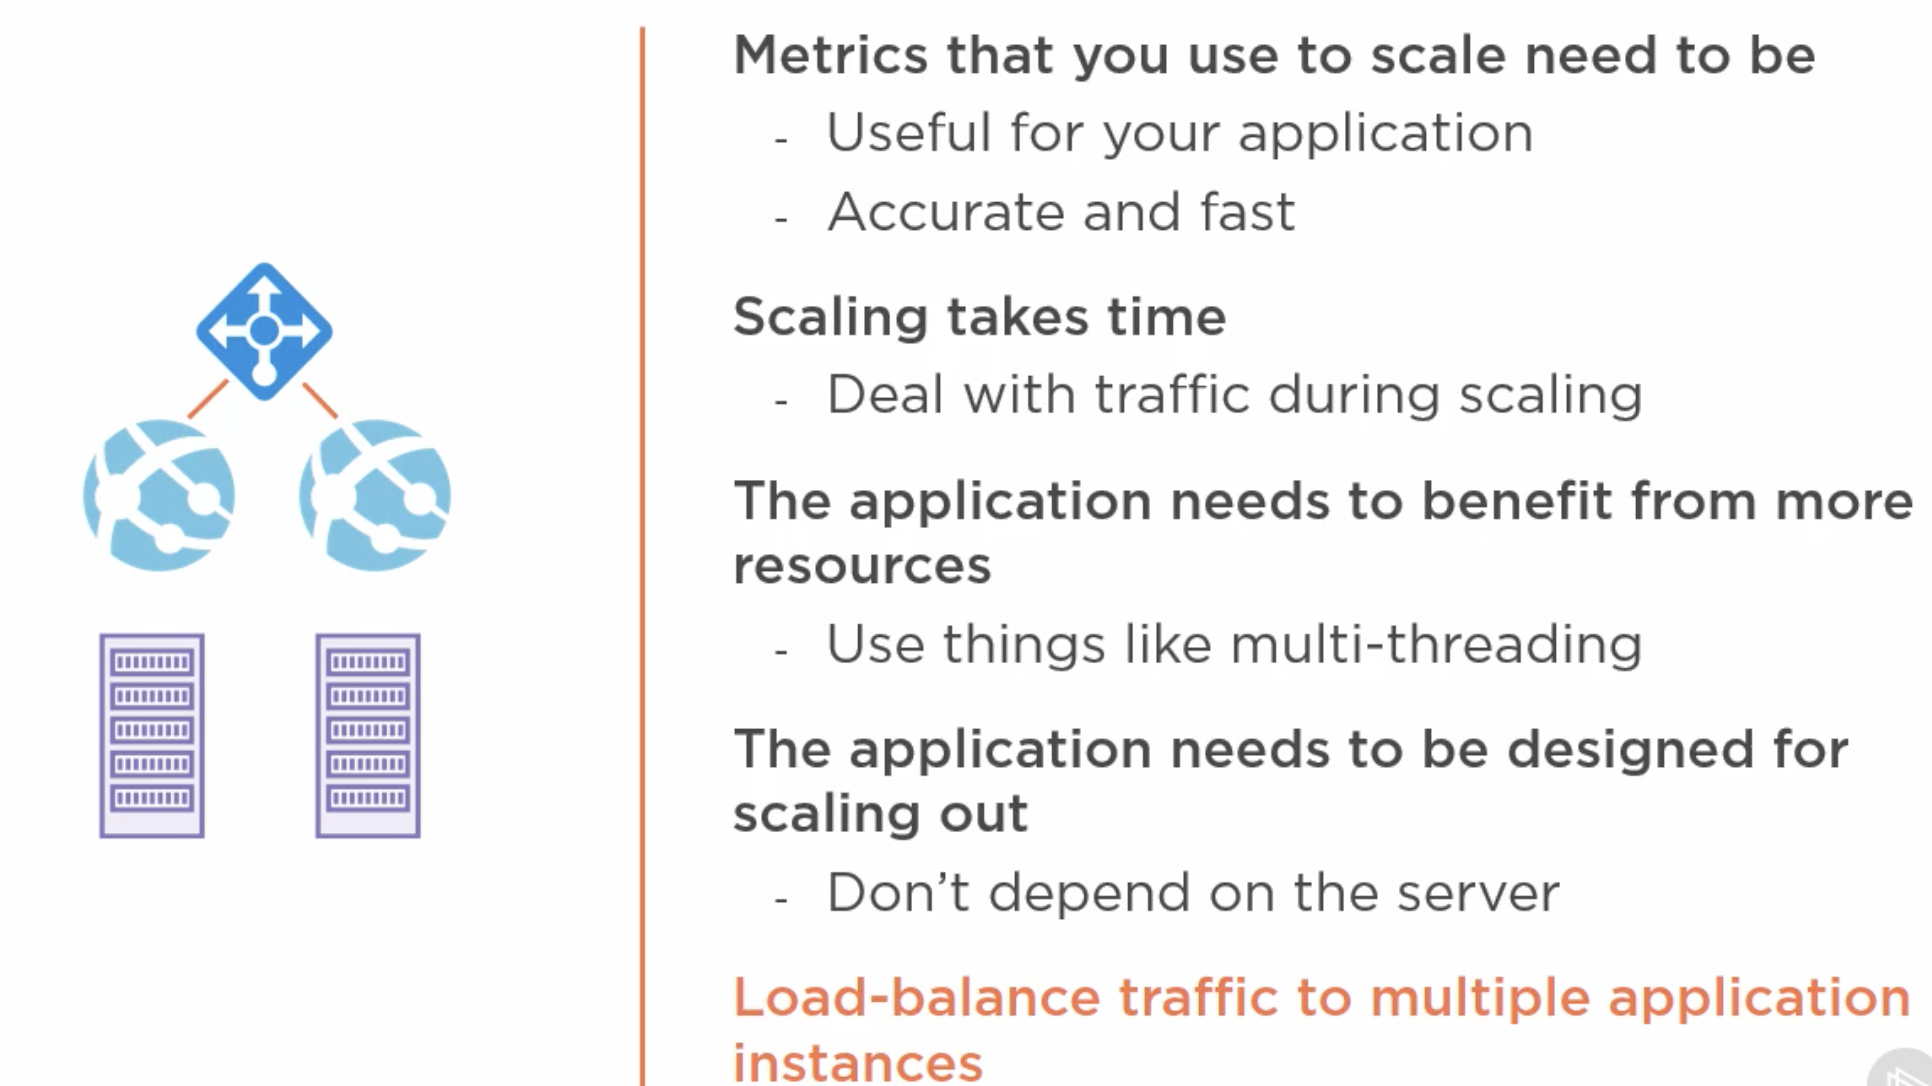 Metrics that you use to scale need to be
- Useful for your application
- Accurate and fast
Scaling takes time
- Deal with traffic during scaling
The application needs to benefit from more
resources
- Use things like multi-threading
The application needs to be designed for
scaling out
- Don’t depend on the server
Load-balance traffic to multiple application
instances